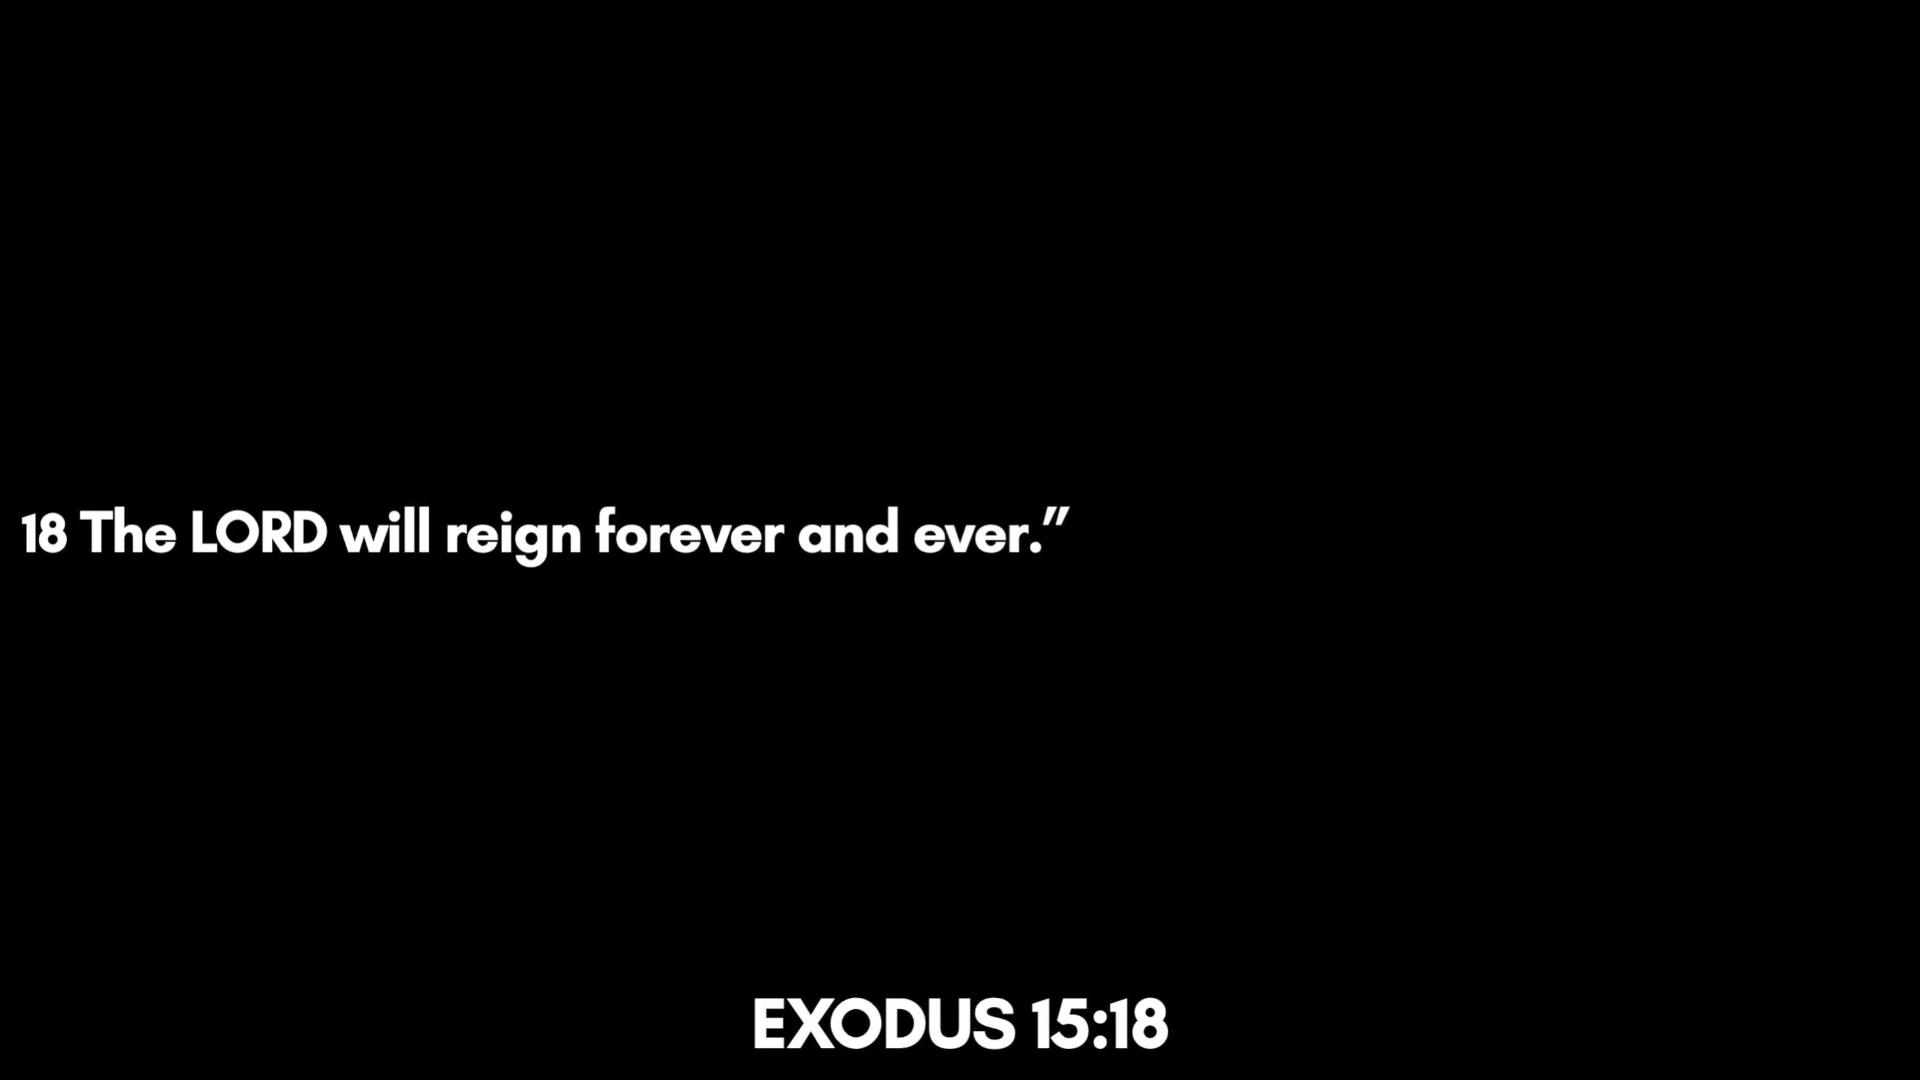 18 The LORD will reign forever and ever.”
EXODUS 15:18